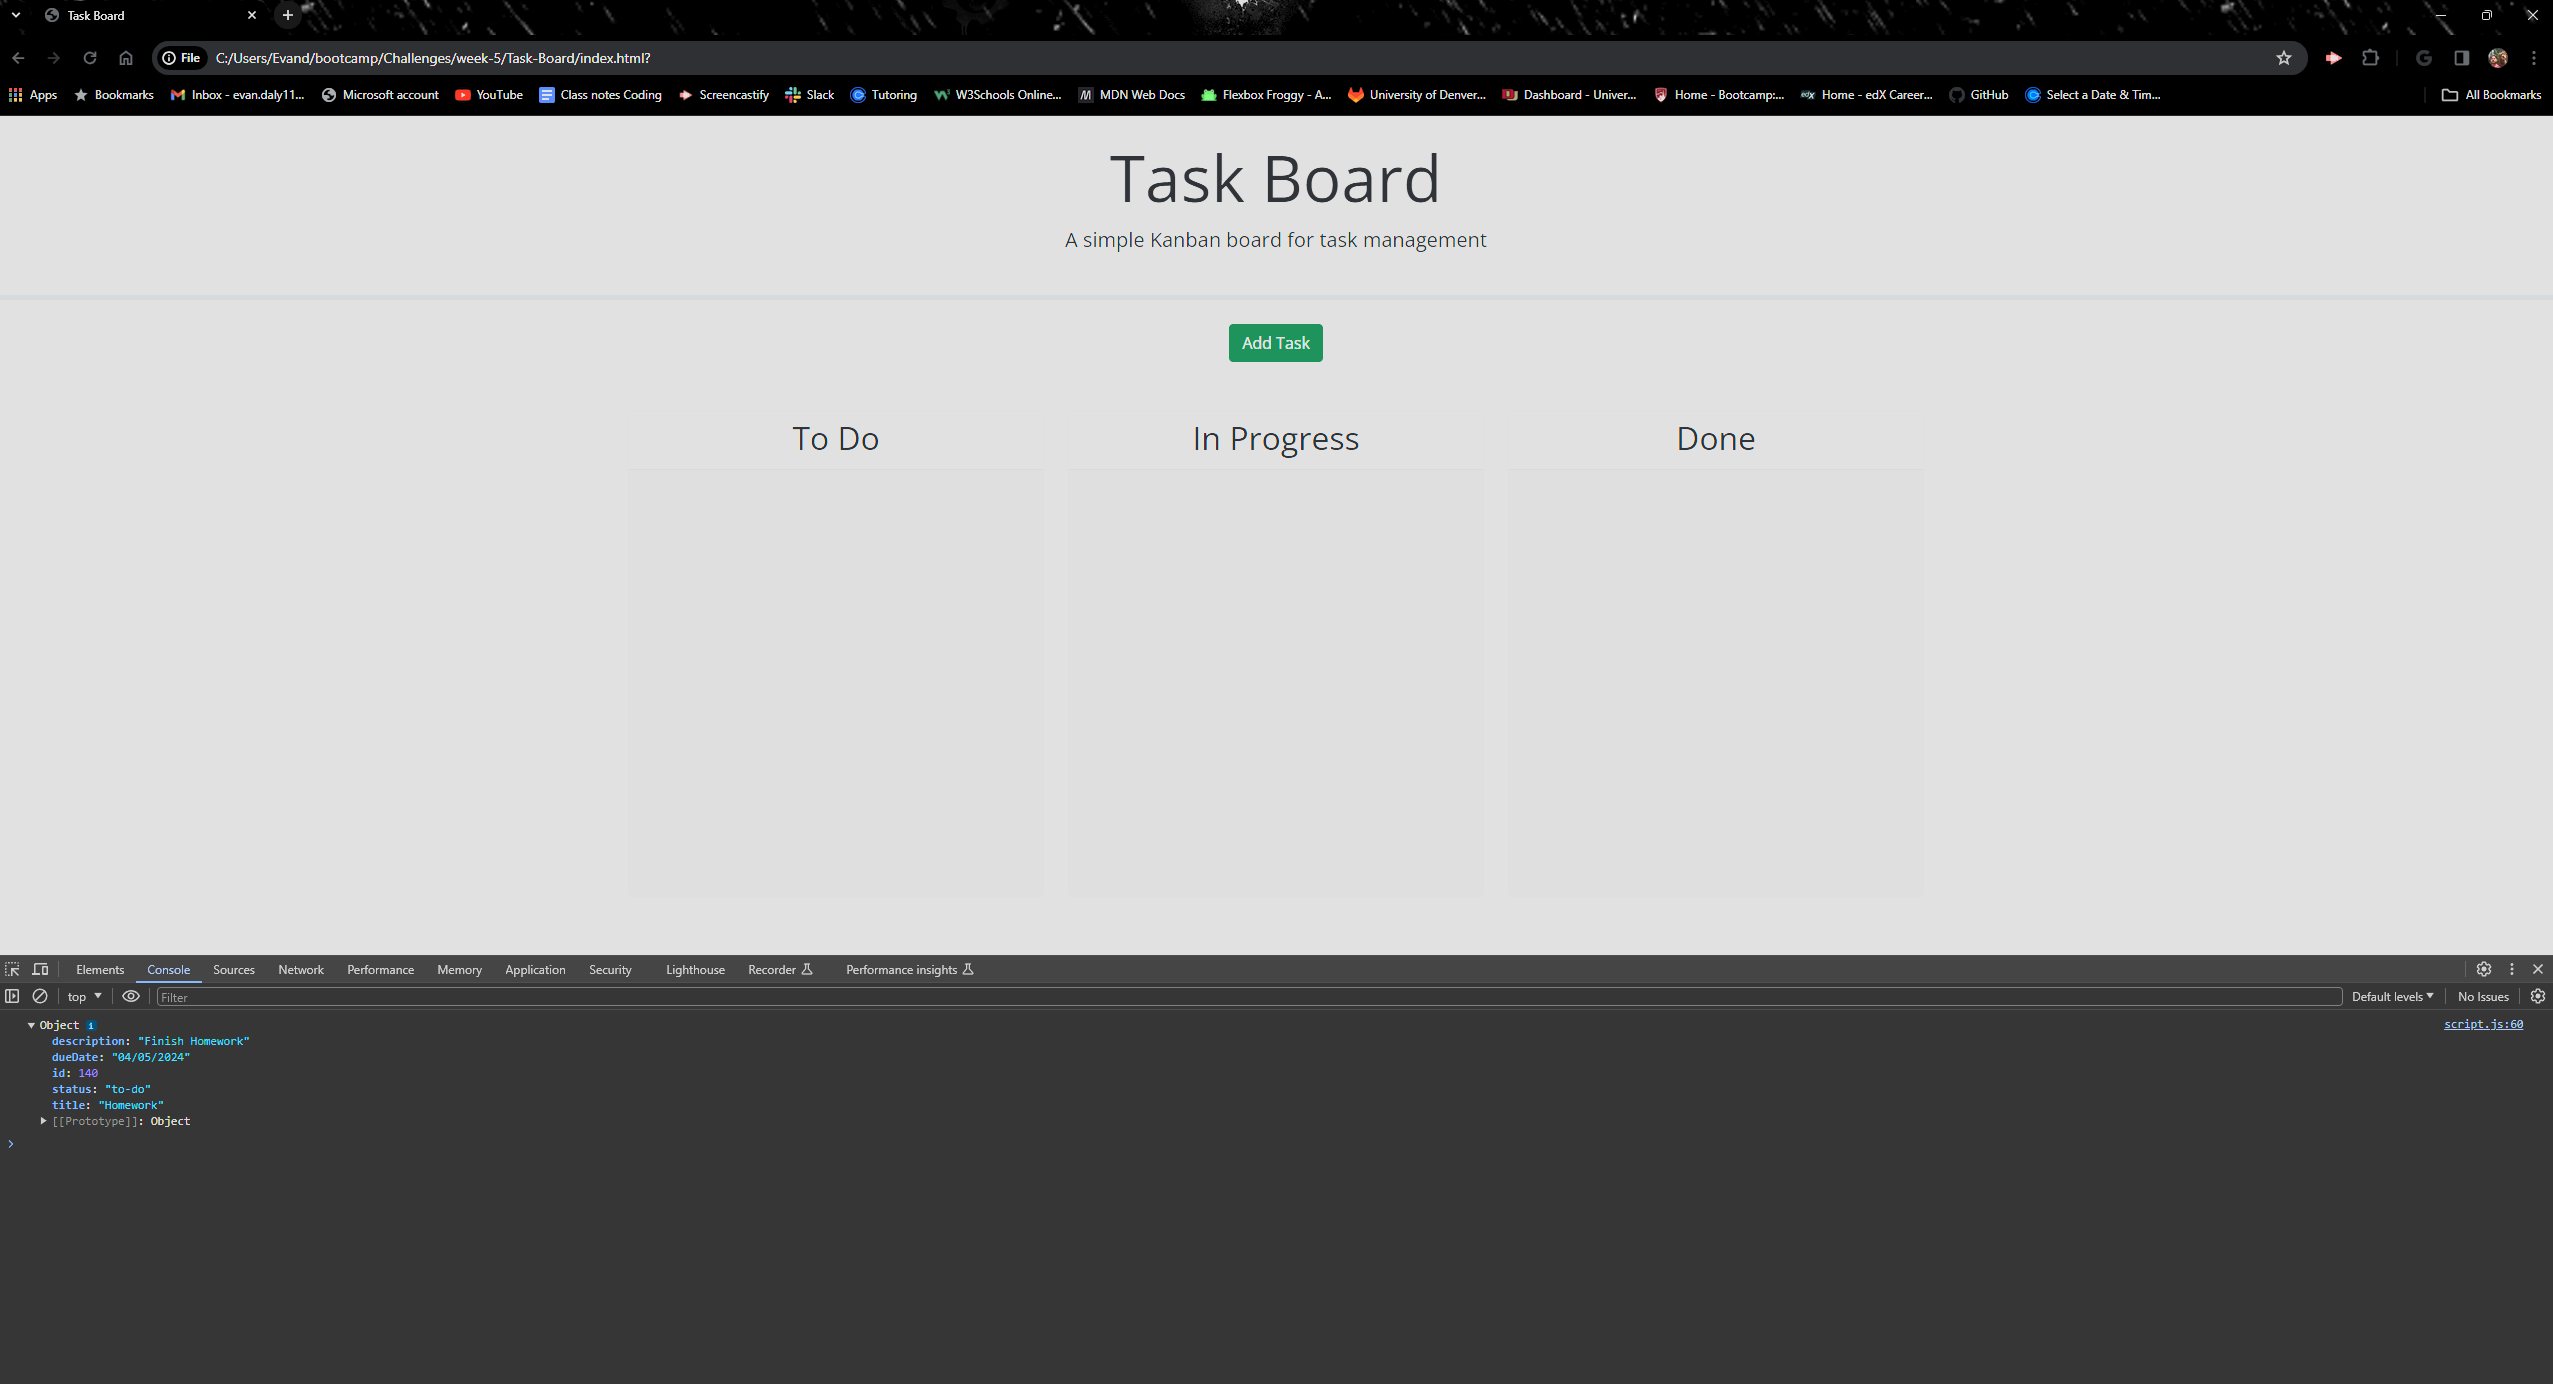 Task Board
File C:/Users/Evand/bootcamp/Challenges/week-5/Task-Board/index.html?
Apps Bookmarks Inbox - evan.daly11... Microsoft account YouTube Class notes Coding Screencastify Slack Tutoring W3Schools Online... MDN Web Docs Flexbox Froggy - A... University of Denver... Dashboard - Univer... Home - Bootcamp:... Home - edX Career... GitHub Select a Date & Tim... All Bookmarks
Task Board
A simple Kanban board for task management
Add Task
To Do In Progress Done
Elements Console Sources Network Performance Memory Application Security Lighthouse Recorder Performance insights
top Filter Default levels No Issues
Object i script.js:60
description: "Finish Homework"
dueDate: "04/05/2024"
id: 140
status: "to-do"
title: "Homework"
[[Prototype]]: Object